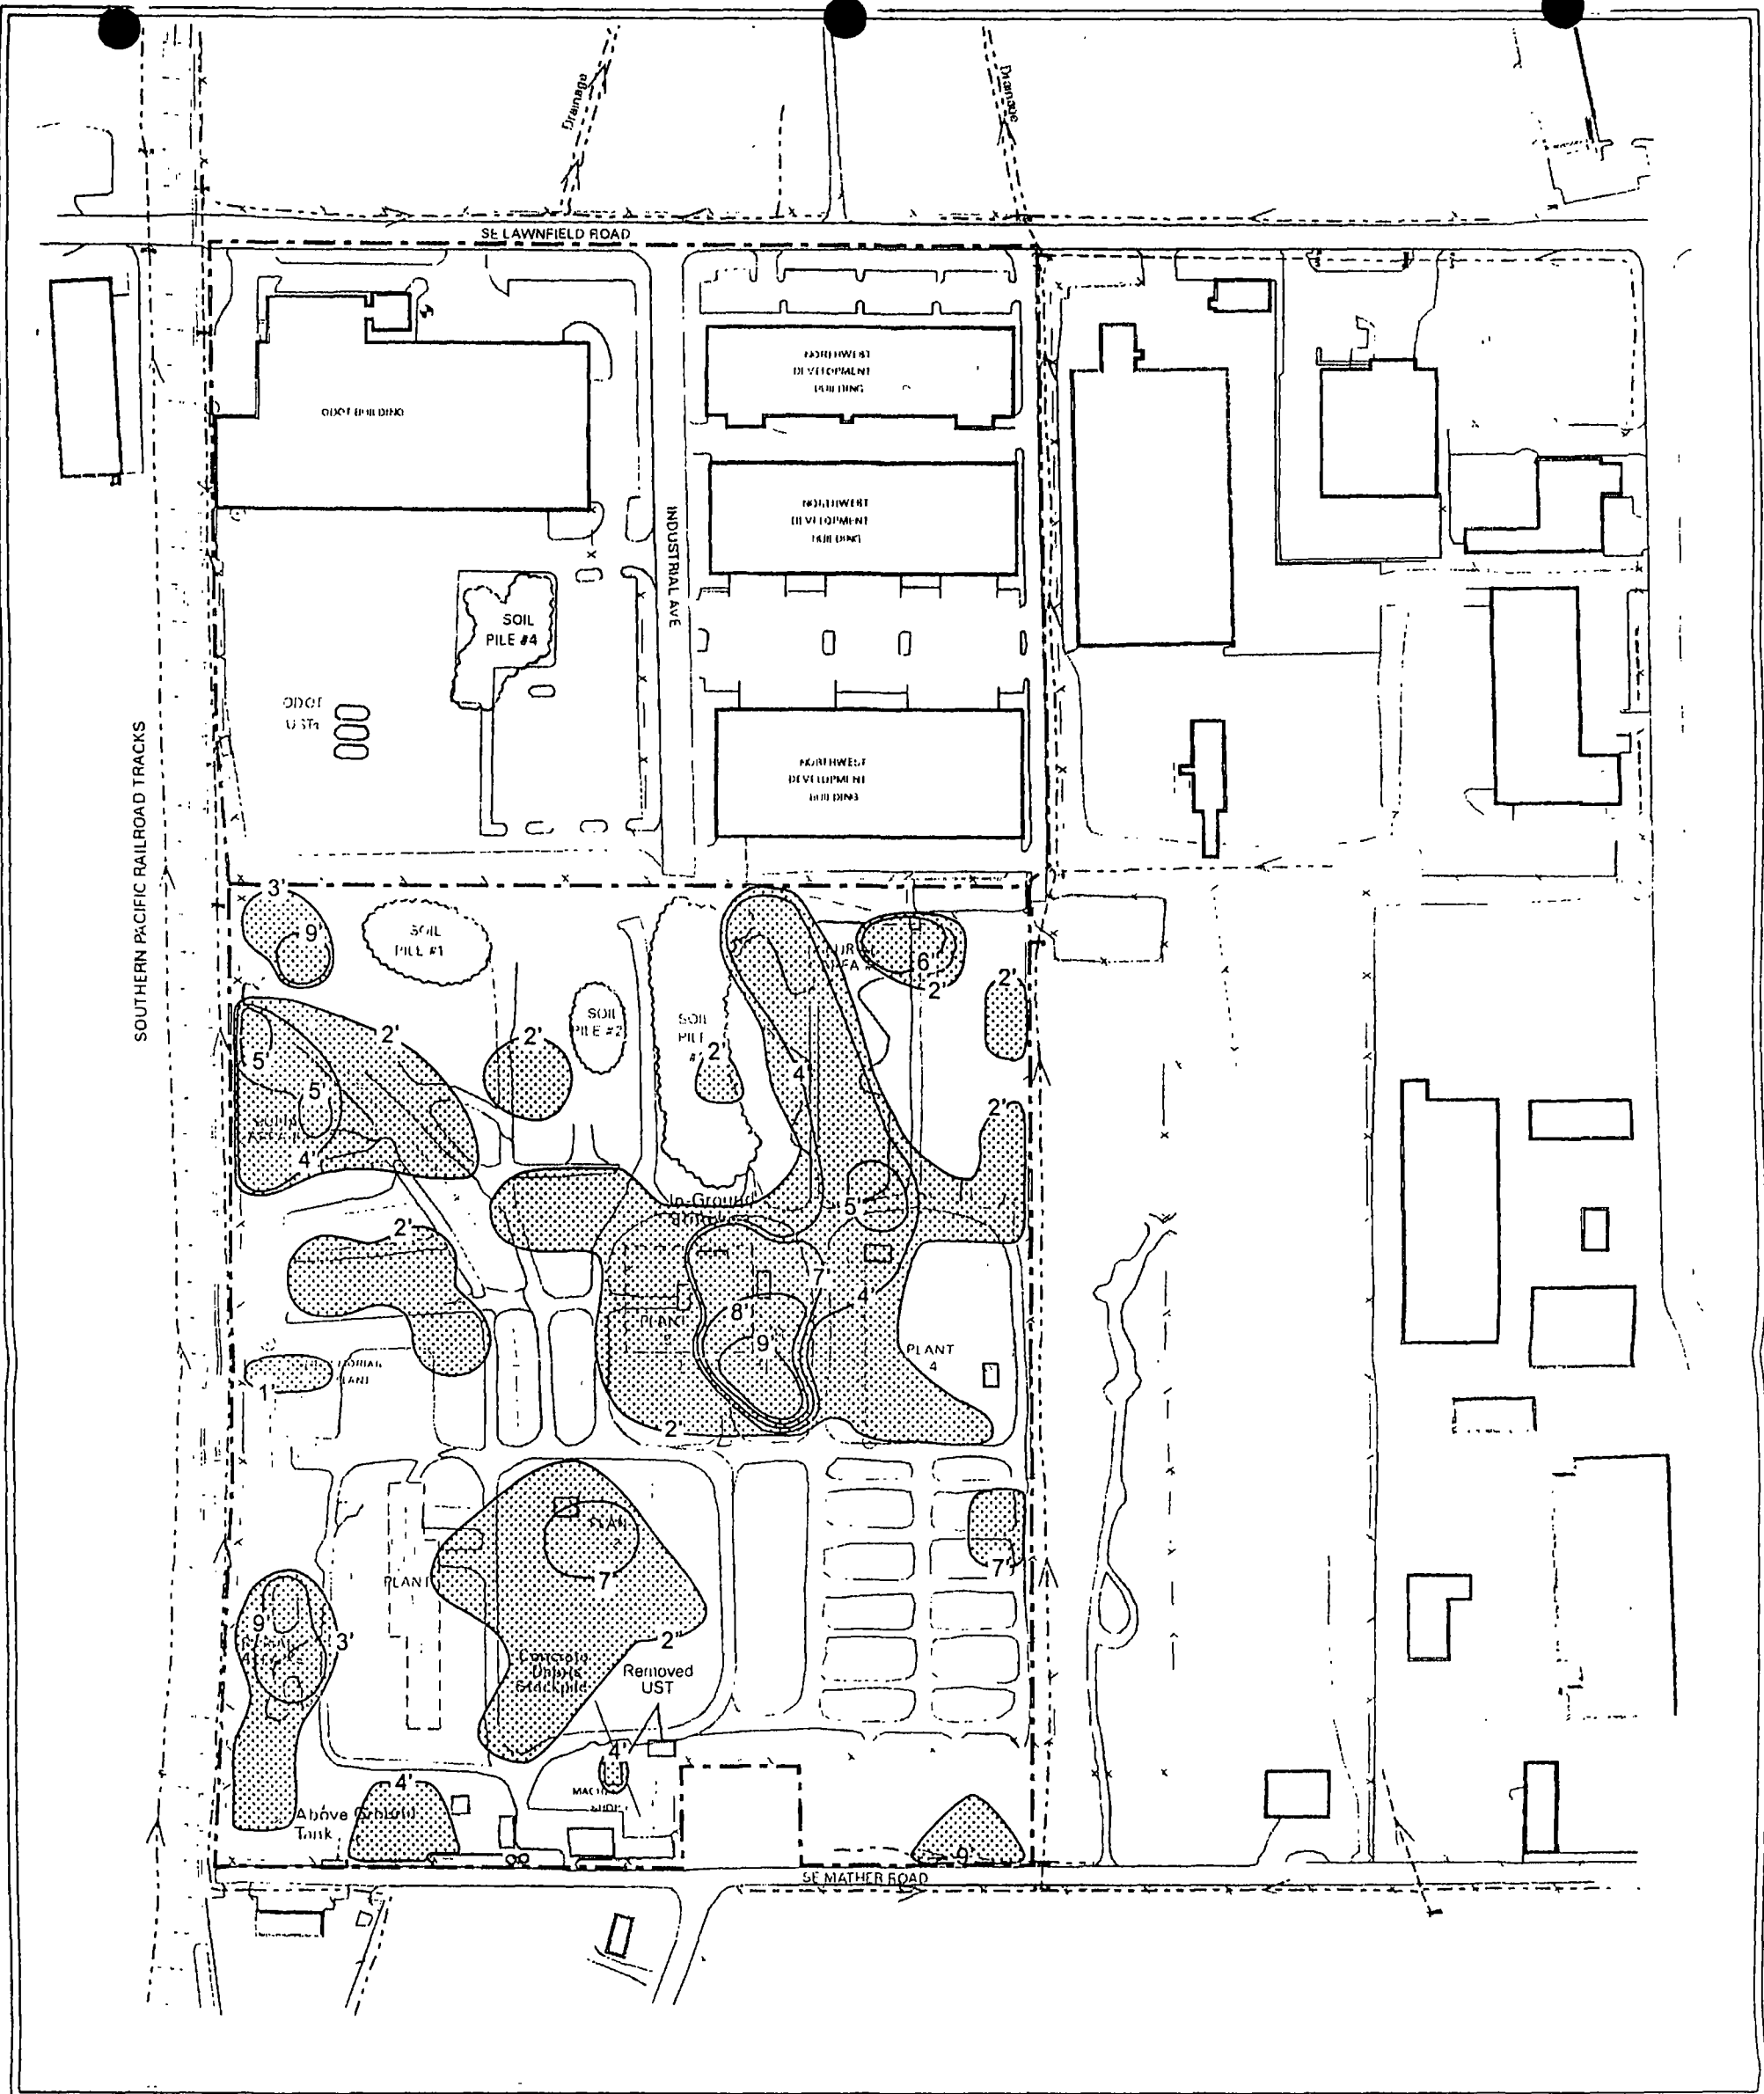 Drainage
Drainage
SE LAWNFIELD ROAD
NORTHWEST
DEVELOPMENT
BUILDING
ODOT BUILDING
NORTHWEST
DEVELOPMENT
BUILDING
INDUSTRIAL AVE
SOIL
PILE #4
ODOT
USTs
NORTHWEST
DEVELOPMENT
BUILDING
SOUTHERN PACIFIC RAILROAD TRACKS
3'
9'
SOIL
PILE #1
6'
2'
2'
SOIL
PILE #2
SOIL
PILE
2'
2'
2'
5'
5'
4'
4'
2'
In-Ground
5'
2'
7'
4'
8'
9'
PLANT
PLANT
4
1'
2'
7'
7'
PLANT
9'
3'
2'
Concrete
Debris
Stockpile
Removed
UST
4'
4'
Above Ground
Tank
9'
SE MATHER ROAD